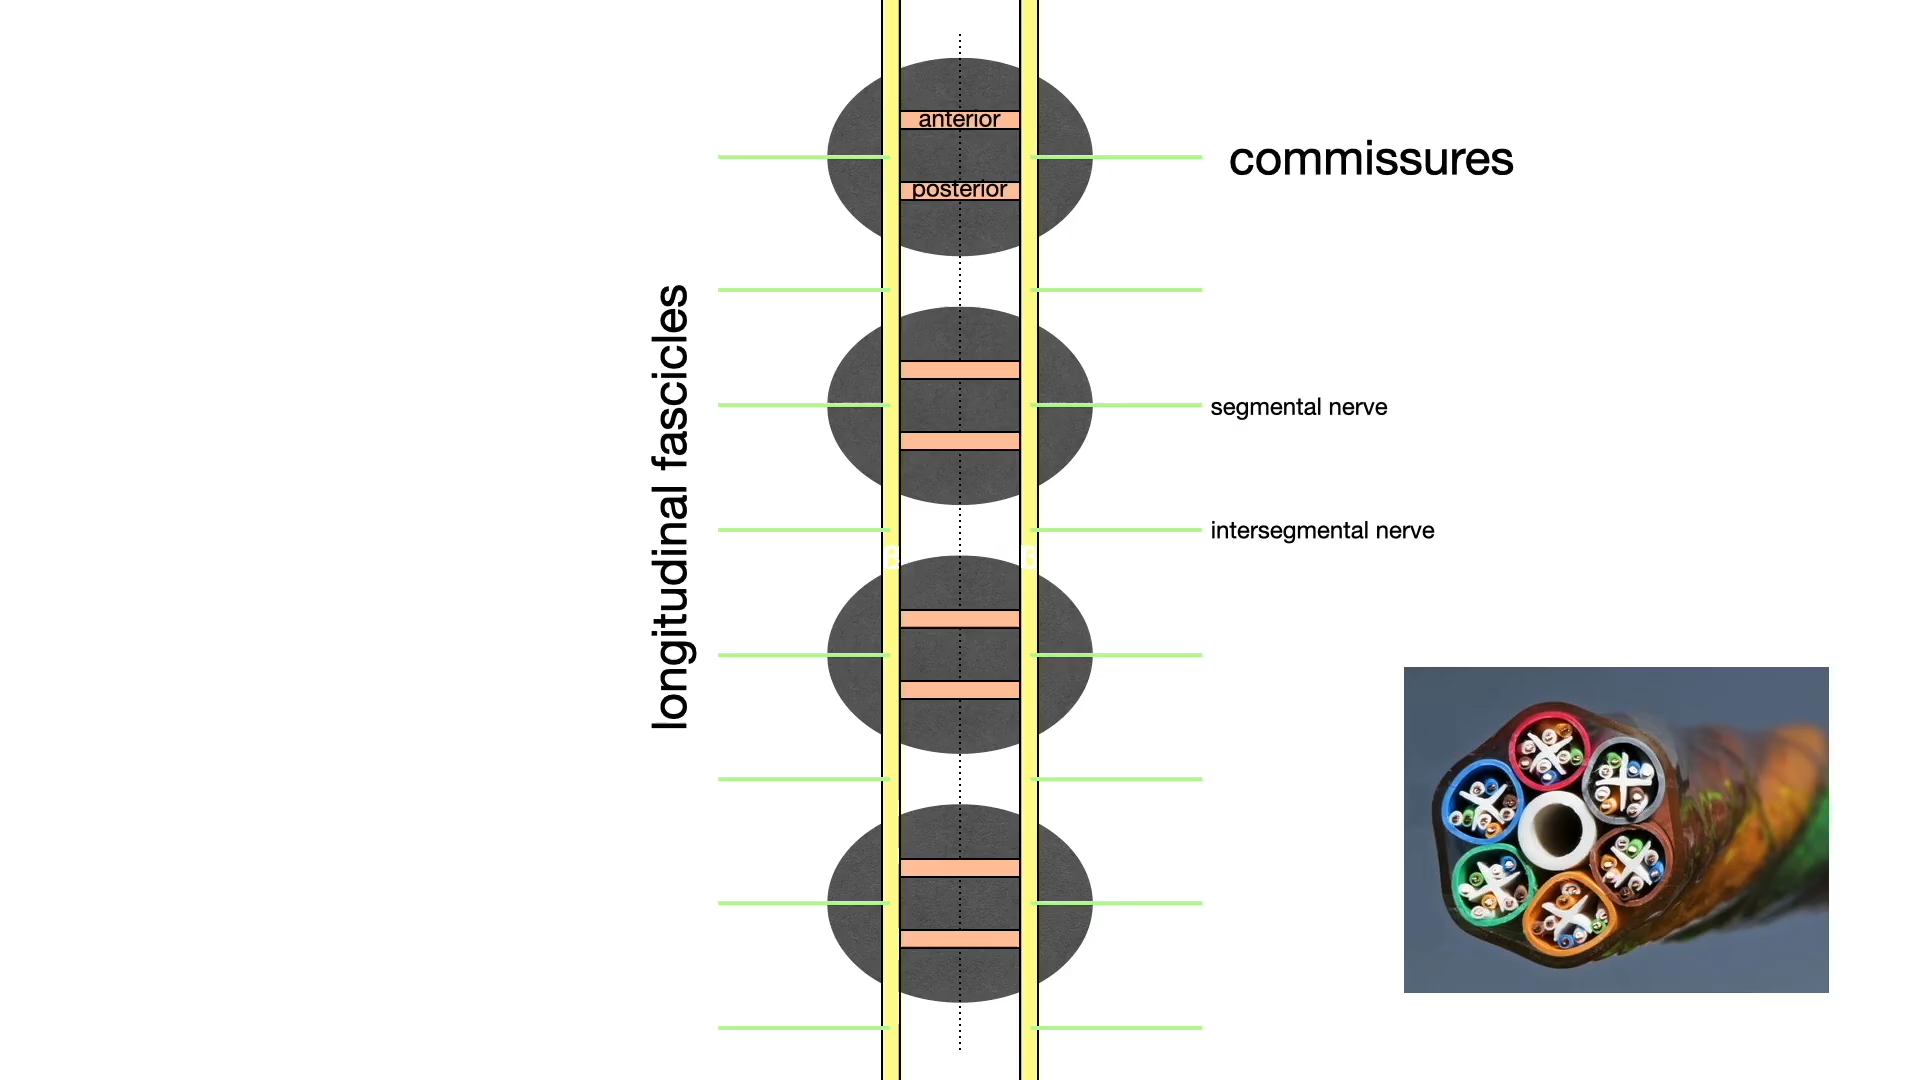 anterior
commissures
posterior
longitudinal fascicles
segmental nerve
intersegmental nerve